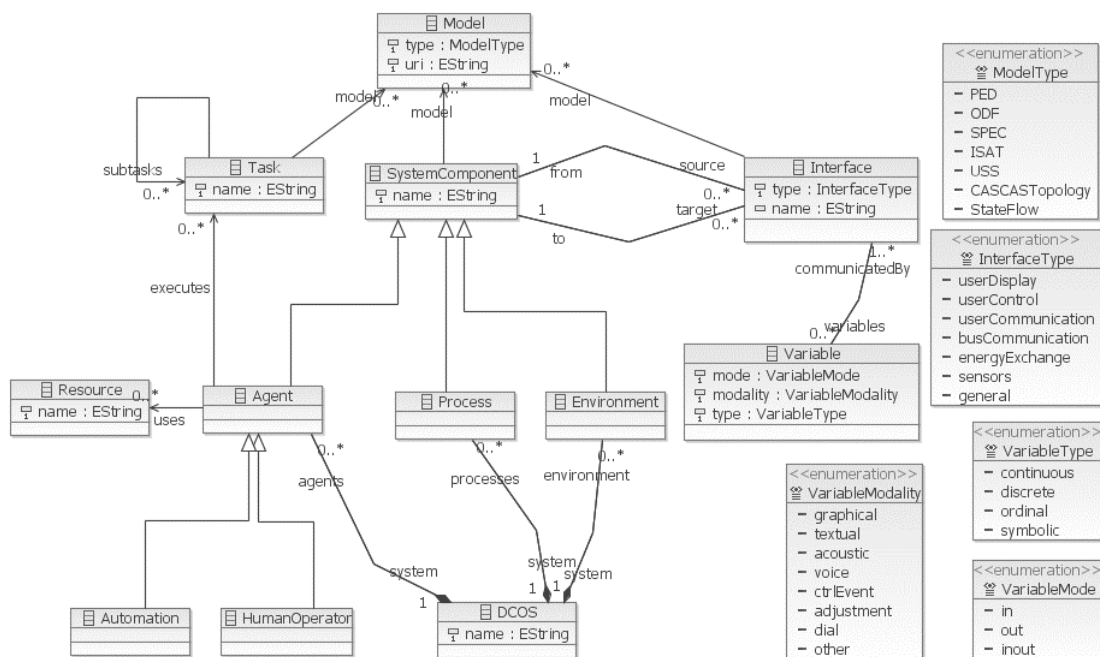 Model
type : ModelType
uri : EString
0..*
0..*
0..*
model
model
model
<<enumeration>>
ModelType
PED
ODF
SPEC
ISAT
USS
CASCASTopology
StateFlow
subtasks
0..*
Task
name : EString
0..*
executes
SystemComponent
name : EString
1
from
source
0..*
1
to
target
0..*
Interface
type : InterfaceType
name : EString
1..*
communicatedBy
0..*
variables
<<enumeration>>
InterfaceType
userDisplay
userControl
userCommunication
busCommunication
energyExchange
sensors
general
Variable
mode : VariableMode
modality : VariableModality
type : VariableType
Resource
name : EString
0..*
uses
Agent
Process
Environment
0..*
agents
0..*
processes
0..*
environment
<<enumeration>>
VariableType
continuous
discrete
ordinal
symbolic
<<enumeration>>
VariableModality
graphical
textual
acoustic
voice
ctrlEvent
adjustment
dial
other
system
1
system
1
system
1
Automation
HumanOperator
DCOS
name : EString
<<enumeration>>
VariableMode
in
out
inout